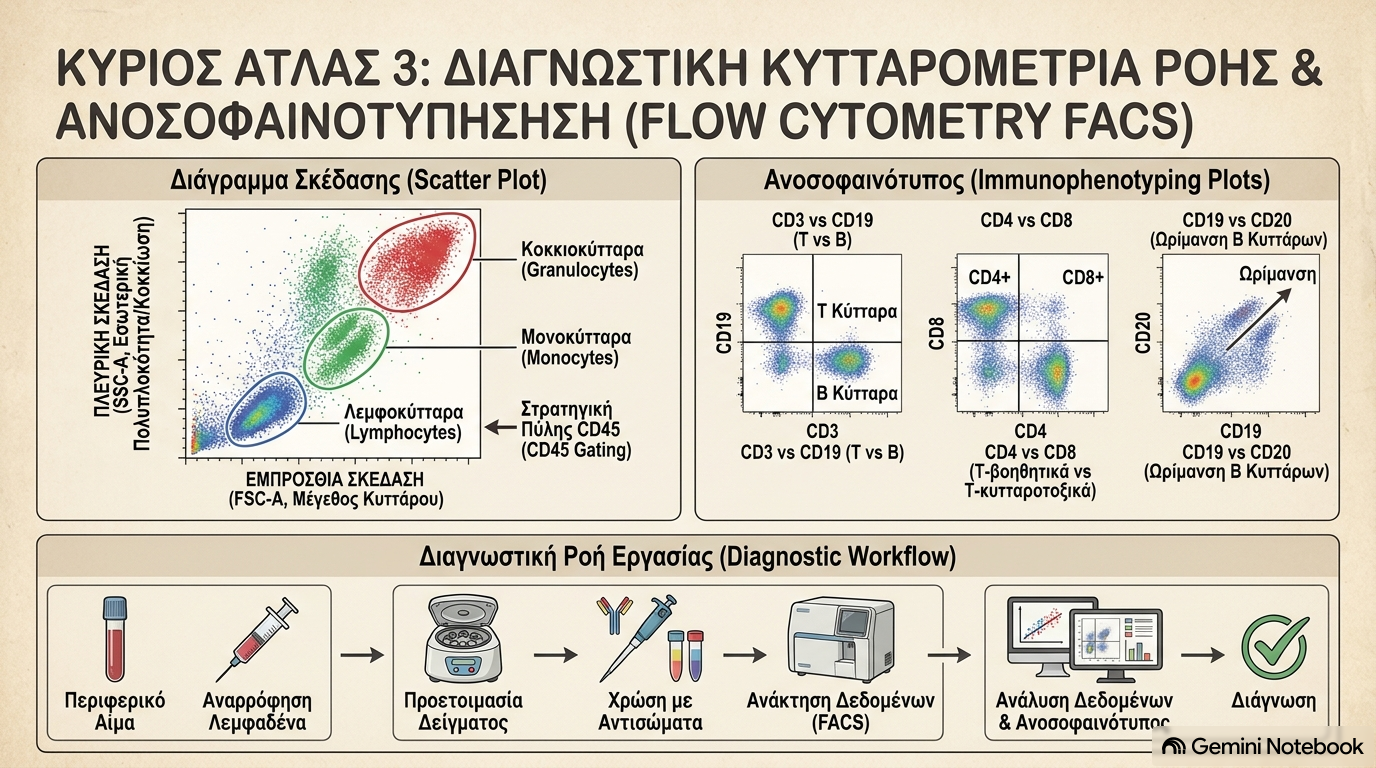 ΚΥΡΙΟΣ ΑΤΛΑΣ 3: ΔΙΑΓΝΩΣΤΙΚΗ ΚΥΤΤΑΡΟΜΕΤΡΙΑ ΡΟΗΣ &
ΑΝΟΣΟΦΑΙΝΟΤΥΠΗΣΗΣΗ (FLOW CYTOMETRY FACS)
Διάγραμμα Σκέδασης (Scatter Plot)
ΠΛΕΥΡΙΚΗ ΣΚΕΔΑΣΗ
(SSC-A, Εσωτερική
Πολυπλοκότητα/Κοκκίωση)
Κοκκιοκύτταρα
(Granulocytes)
Μονοκύτταρα
(Monocytes)
Λεμφοκύτταρα
(Lymphocytes)
Στρατηγική
Πύλης CD45
(CD45 Gating)
ΕΜΠΡΟΣΘΙΑ ΣΚΕΔΑΣΗ
(FSC-A, Μέγεθος Κυττάρου)
Ανοσοφαινότυπος (Immunophenotyping Plots)
CD3 vs CD19
(T vs B)
CD19
Τ Κύτταρα
Β Κύτταρα
CD3
CD3 vs CD19 (T vs B)
CD4 vs CD8
CD8
CD4+
CD8+
CD4
CD4 vs CD8
(Τ-βοηθητικά vs
Τ-κυτταροτοξικά)
CD19 vs CD20
(Ωρίμανση Β Κυττάρων)
CD20
Ωρίμανση
CD19
CD19 vs CD20
(Ωρίμανση Β Κυττάρων)
Διαγνωστική Ροή Εργασίας (Diagnostic Workflow)
Περιφερικό
Αίμα
Αναρρόφηση
Λεμφαδένα
Προετοιμασία
Δείγματος
Χρώση με
Αντισώματα
Ανάκτηση Δεδομένων
(FACS)
Ανάλυση Δεδομένων
& Ανοσοφαινότυπος
Διάγνωση
Gemini Notebook